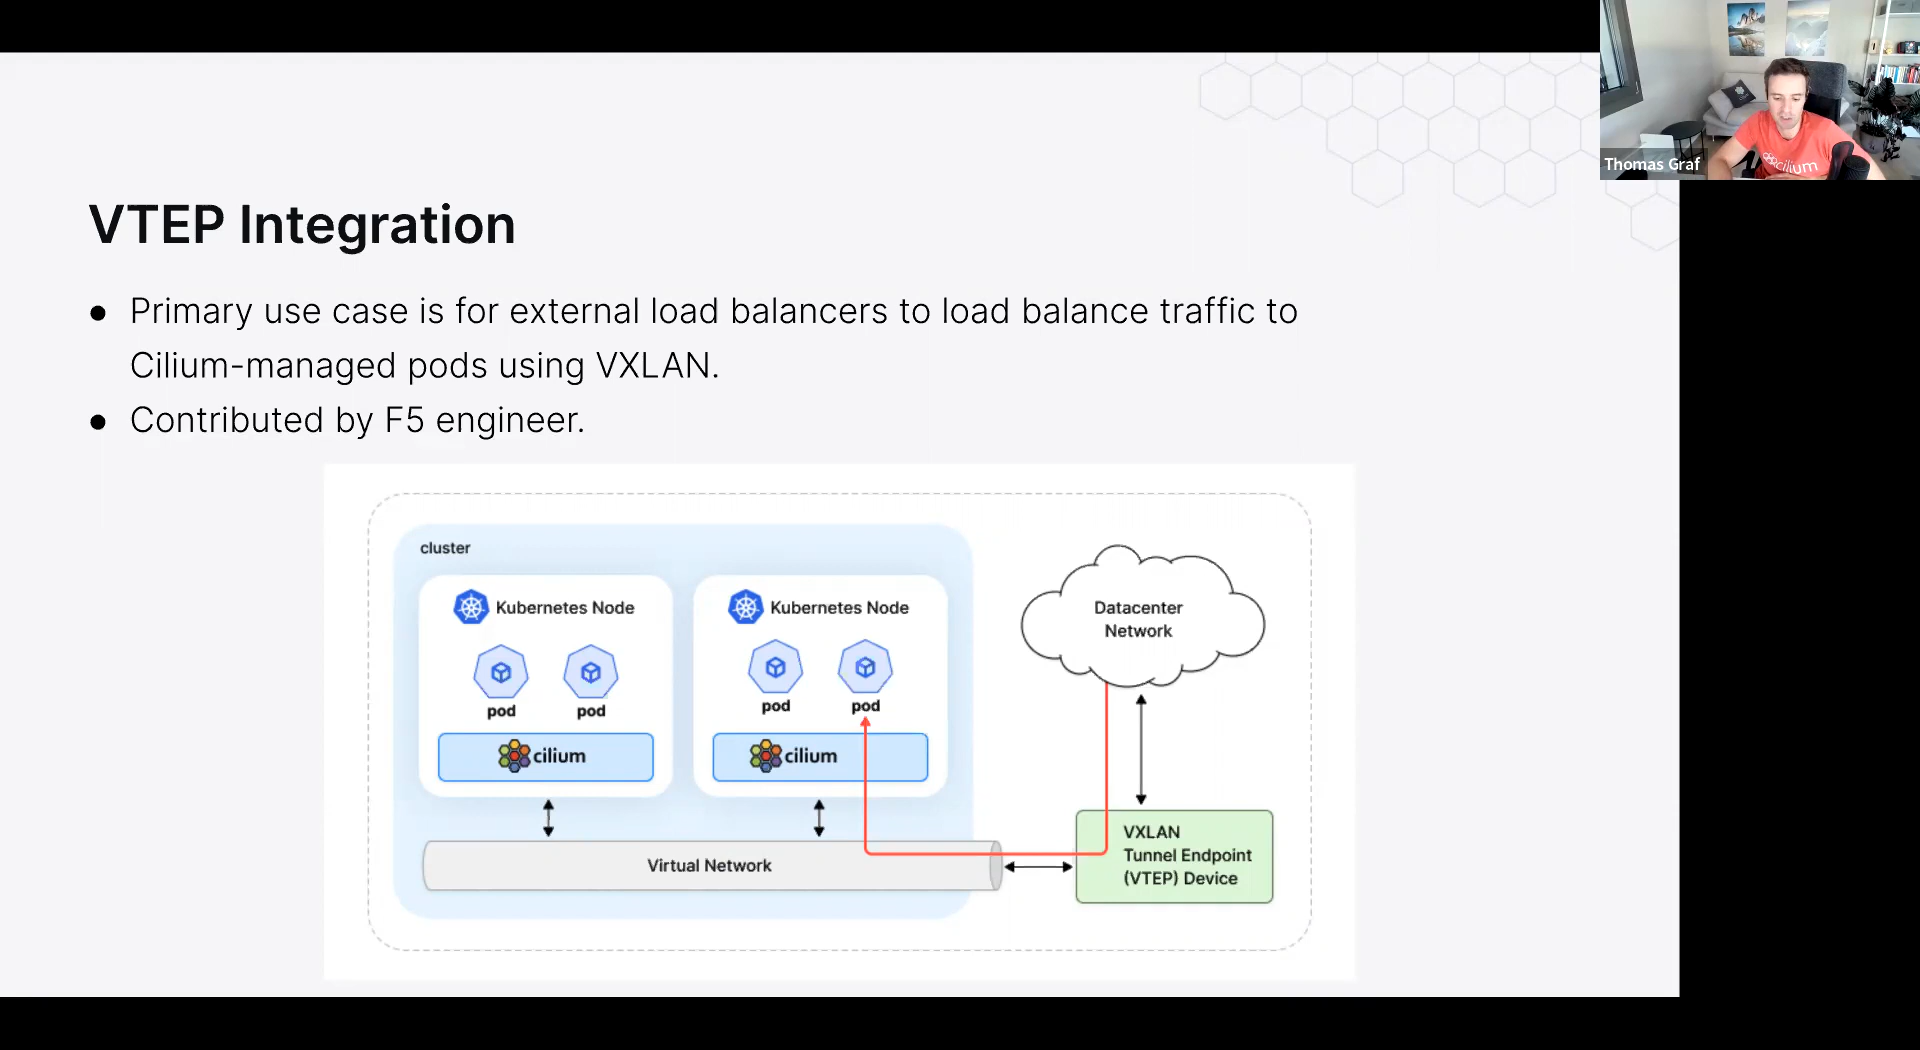 Thomas Graf
cilium
VTEP Integration
● Primary use case is for external load balancers to load balance traffic to
Cilium-managed pods using VXLAN.
● Contributed by F5 engineer.
cluster
Kubernetes Node
Kubernetes Node
pod
pod
pod
pod
cilium
cilium
Virtual Network
Datacenter
Network
VXLAN
Tunnel Endpoint
(VTEP) Device